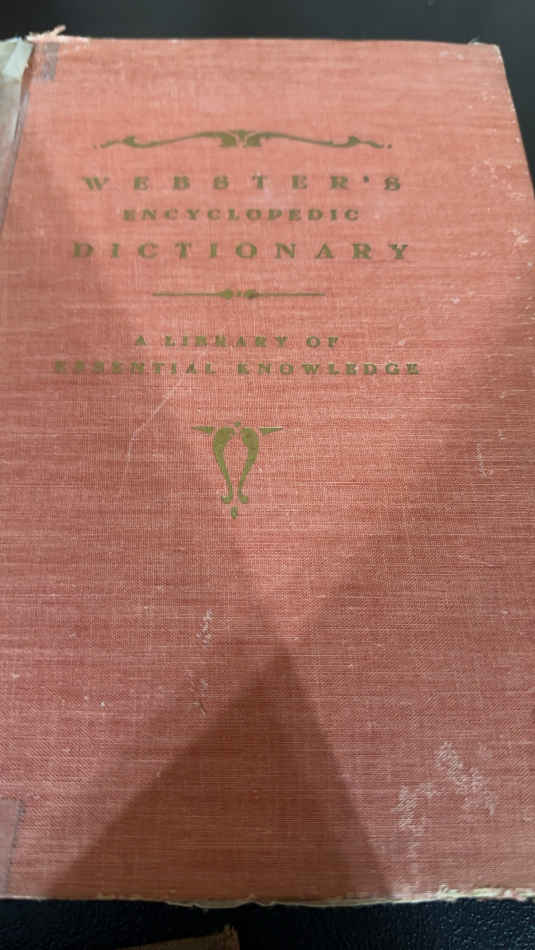 WEBSTER'S
ENCYCLOPEDIC
DICTIONARY
A LIBRARY OF
ESSENTIAL KNOWLEDGE